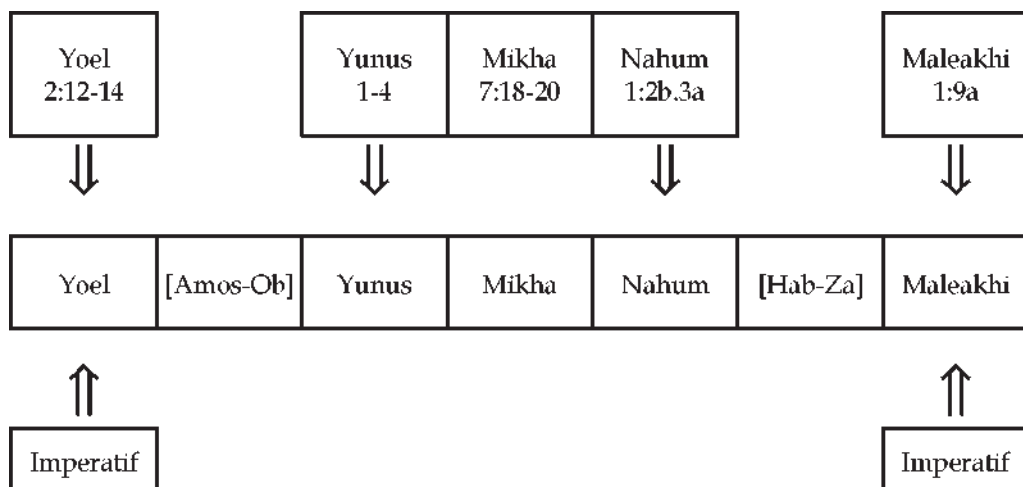 Yoel
2:12-14
Yunus
1-4
Mikha
7:18-20
Nahum
1:2b.3a
Maleakhi
1:9a
Yoel
[Amos-Ob]
Yunus
Mikha
Nahum
[Hab-Za]
Maleakhi
Imperatif
Imperatif